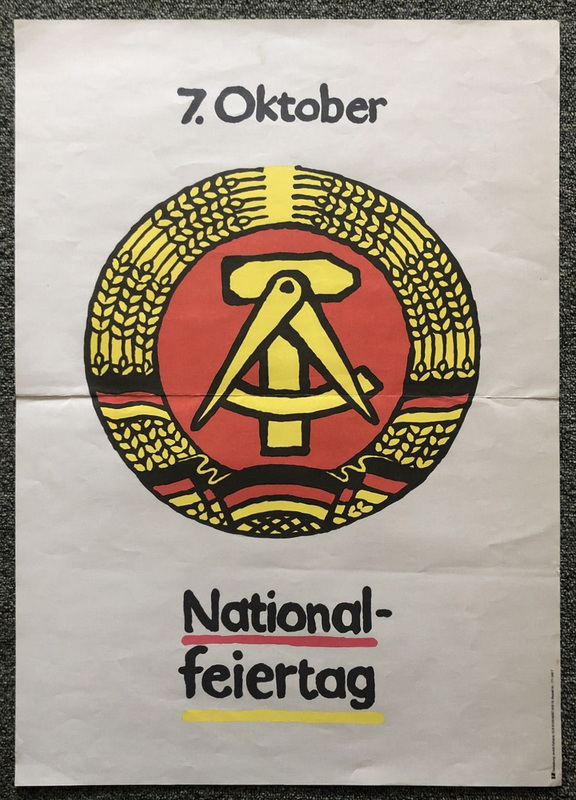 7. Oktober
National-
feiertag